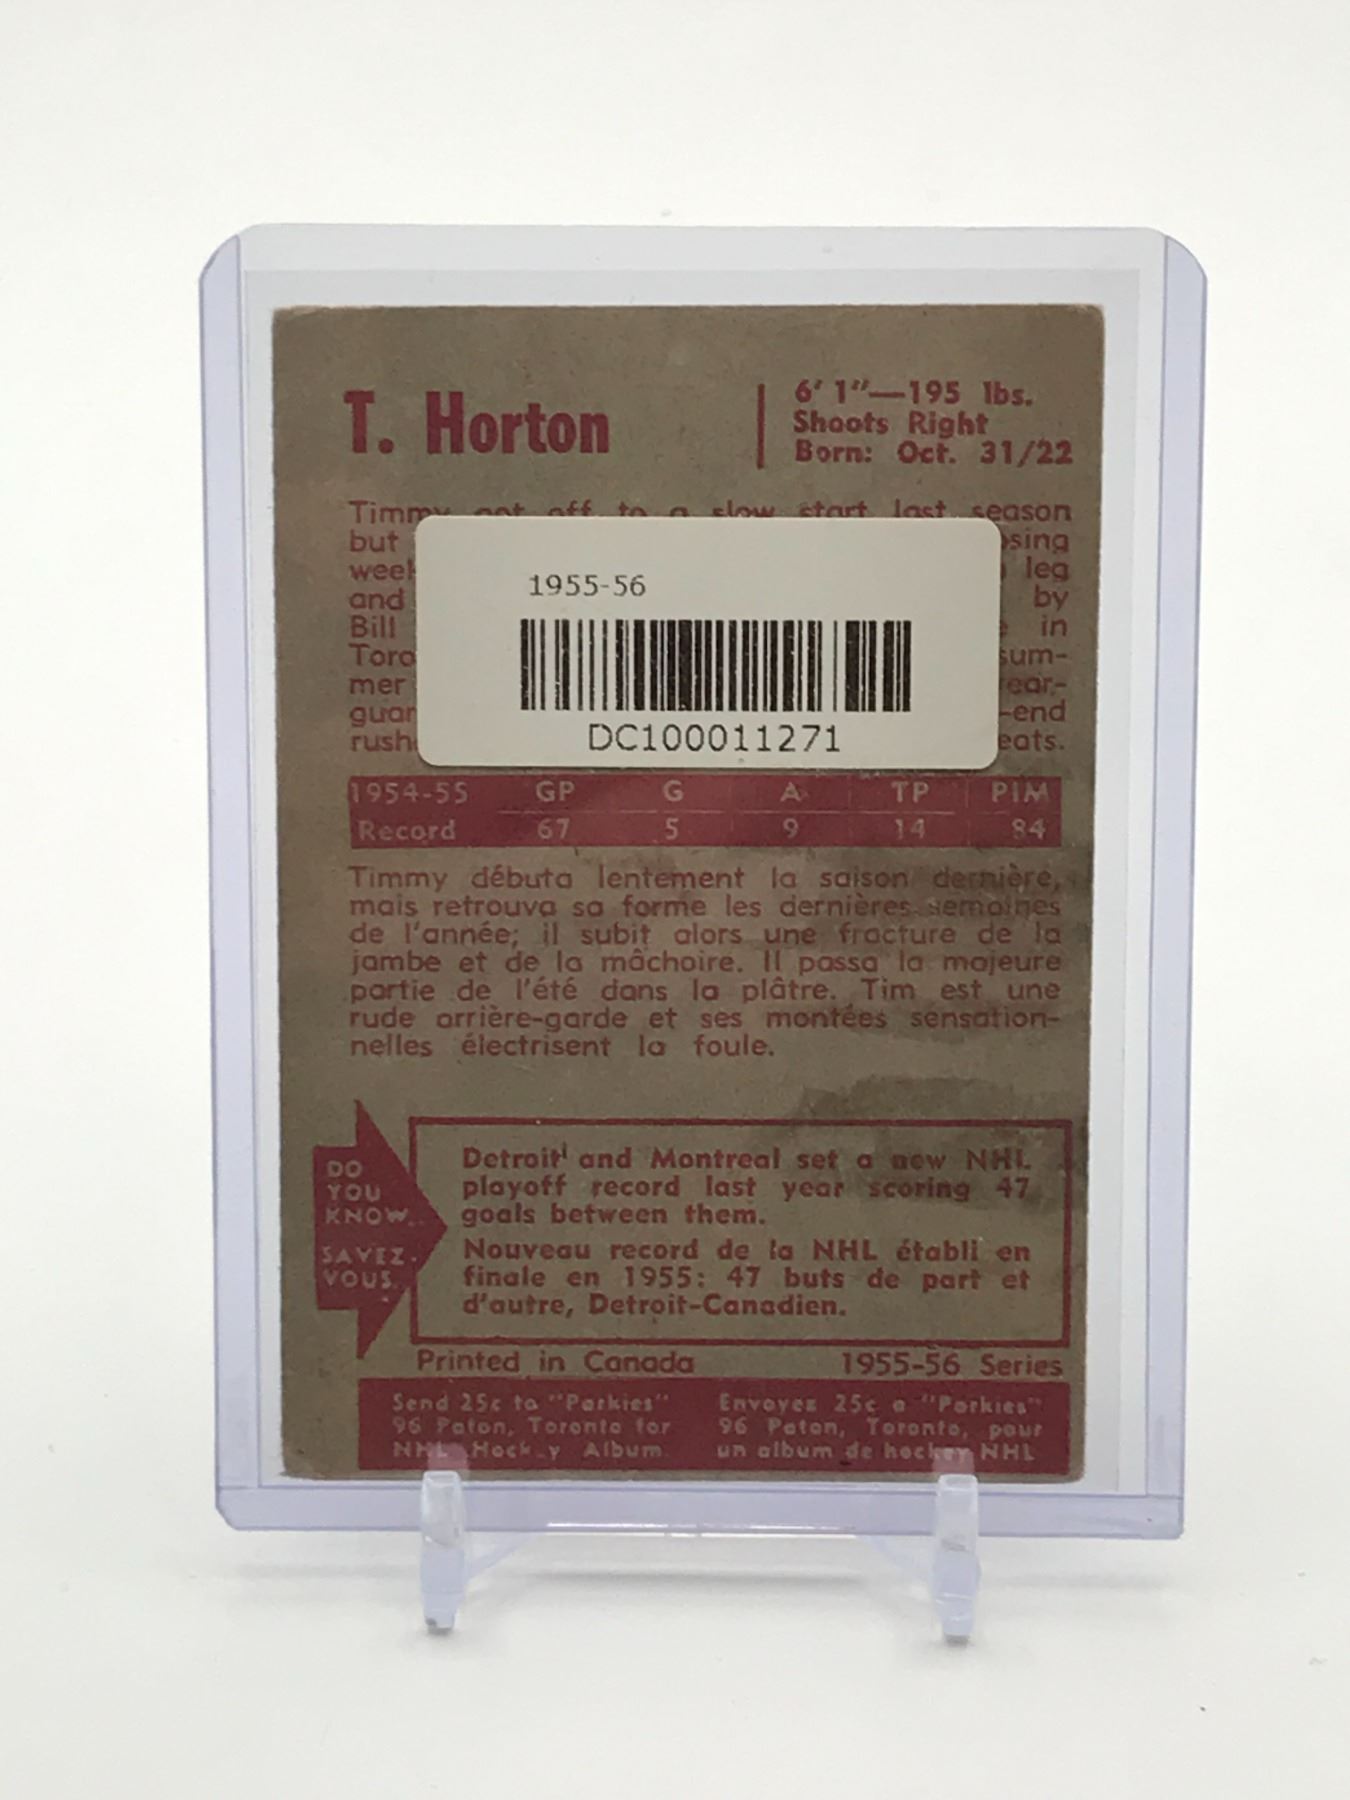 T. Horton
6' 1"—195 lbs.
Shoots Right
Born: Oct. 31/22
Timmy got off to a slow start last season
but
leg
and by
Bill in
mer
1955-56
DC100011271
1954-55 GP G A TP PIM
Record 67 5 9 14 84
Timmy débuta lentement la saison dernière,
mais retrouva sa forme les dernières semaines
de l'année; il subit alors une fracture de la
jambe et de la mâchoire. Il passa la majeure
partie de l'été dans la plâtre. Tim est une
rude arrière-garde et ses montées sensation-
nelles électrisent la foule.
DO
YOU
KNOW..
SAVEZ-
VOUS.
Detroit and Montreal set a new NHL
playoff record last year scoring 47
goals between them.
Nouveau record de la NHL établi en
finale en 1955: 47 buts de part et
d'autre, Detroit-Canadien.
Printed in Canada 1955-56 Series
Send 25c to "Parkies"
96 Paton, Toronto for
NHL Hockey Album
Envoyez 25c a "Parkies"
96 Paton, Toronto, pour
un album de hockey NHL